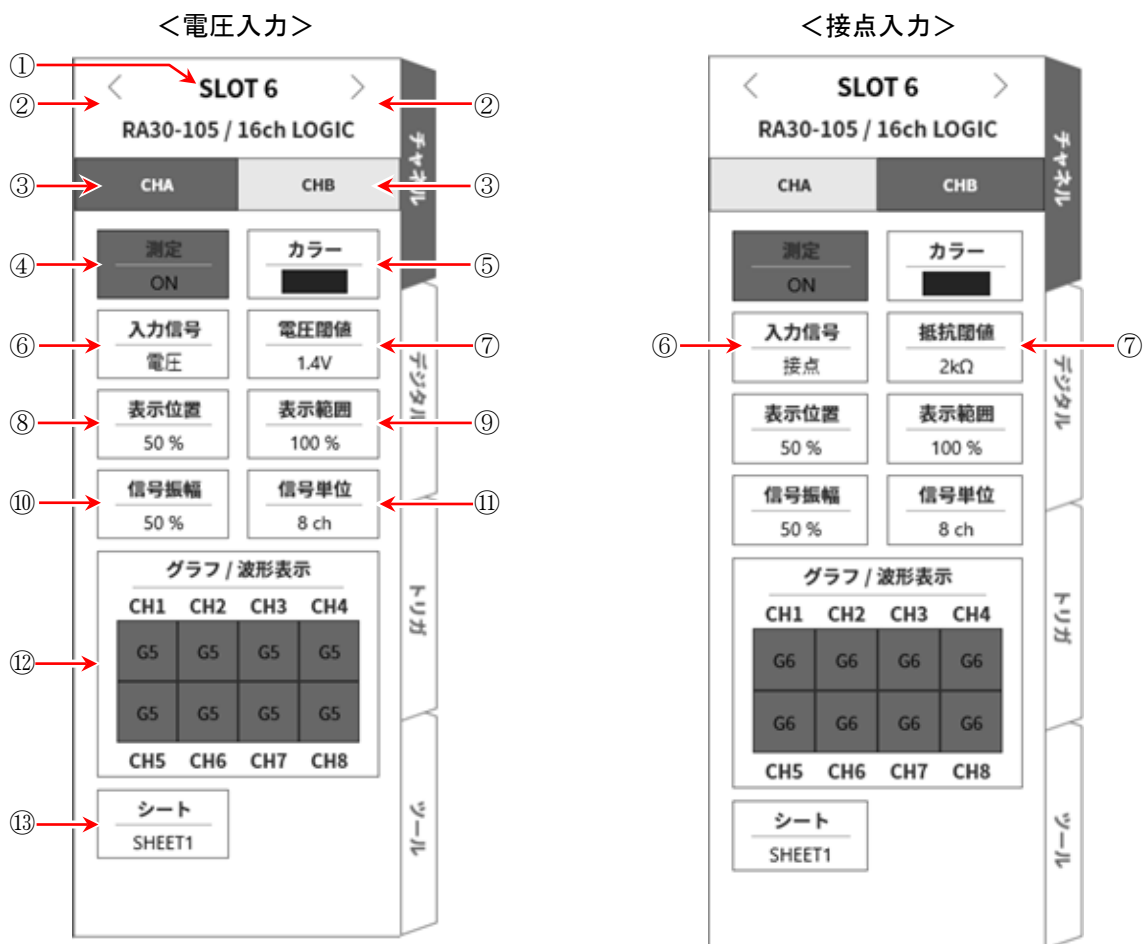 ＜電圧入力＞
①
SLOT 6
②
②
RA30-105 / 16ch LOGIC
③
CHA
CHB
③
④
測定
ON
カラー
⑤
⑥
入力信号
電圧
電圧閾値
1.4V
⑦
⑧
表示位置
50 %
表示範囲
100 %
⑨
⑩
信号振幅
50 %
信号単位
8 ch
⑪
⑫
グラフ / 波形表示
CH1 CH2 CH3 CH4
G5 G5 G5 G5
G5 G5 G5 G5
CH5 CH6 CH7 CH8
⑬
シート
SHEET1
チャネル
デジタル
トリガ
ツール
＜接点入力＞
SLOT 6
RA30-105 / 16ch LOGIC
CHA
CHB
測定
ON
カラー
⑥
入力信号
接点
抵抗閾値
2kΩ
⑦
表示位置
50 %
表示範囲
100 %
信号振幅
50 %
信号単位
8 ch
グラフ / 波形表示
CH1 CH2 CH3 CH4
G6 G6 G6 G6
G6 G6 G6 G6
CH5 CH6 CH7 CH8
シート
SHEET1
チャネル
デジタル
トリガ
ツール